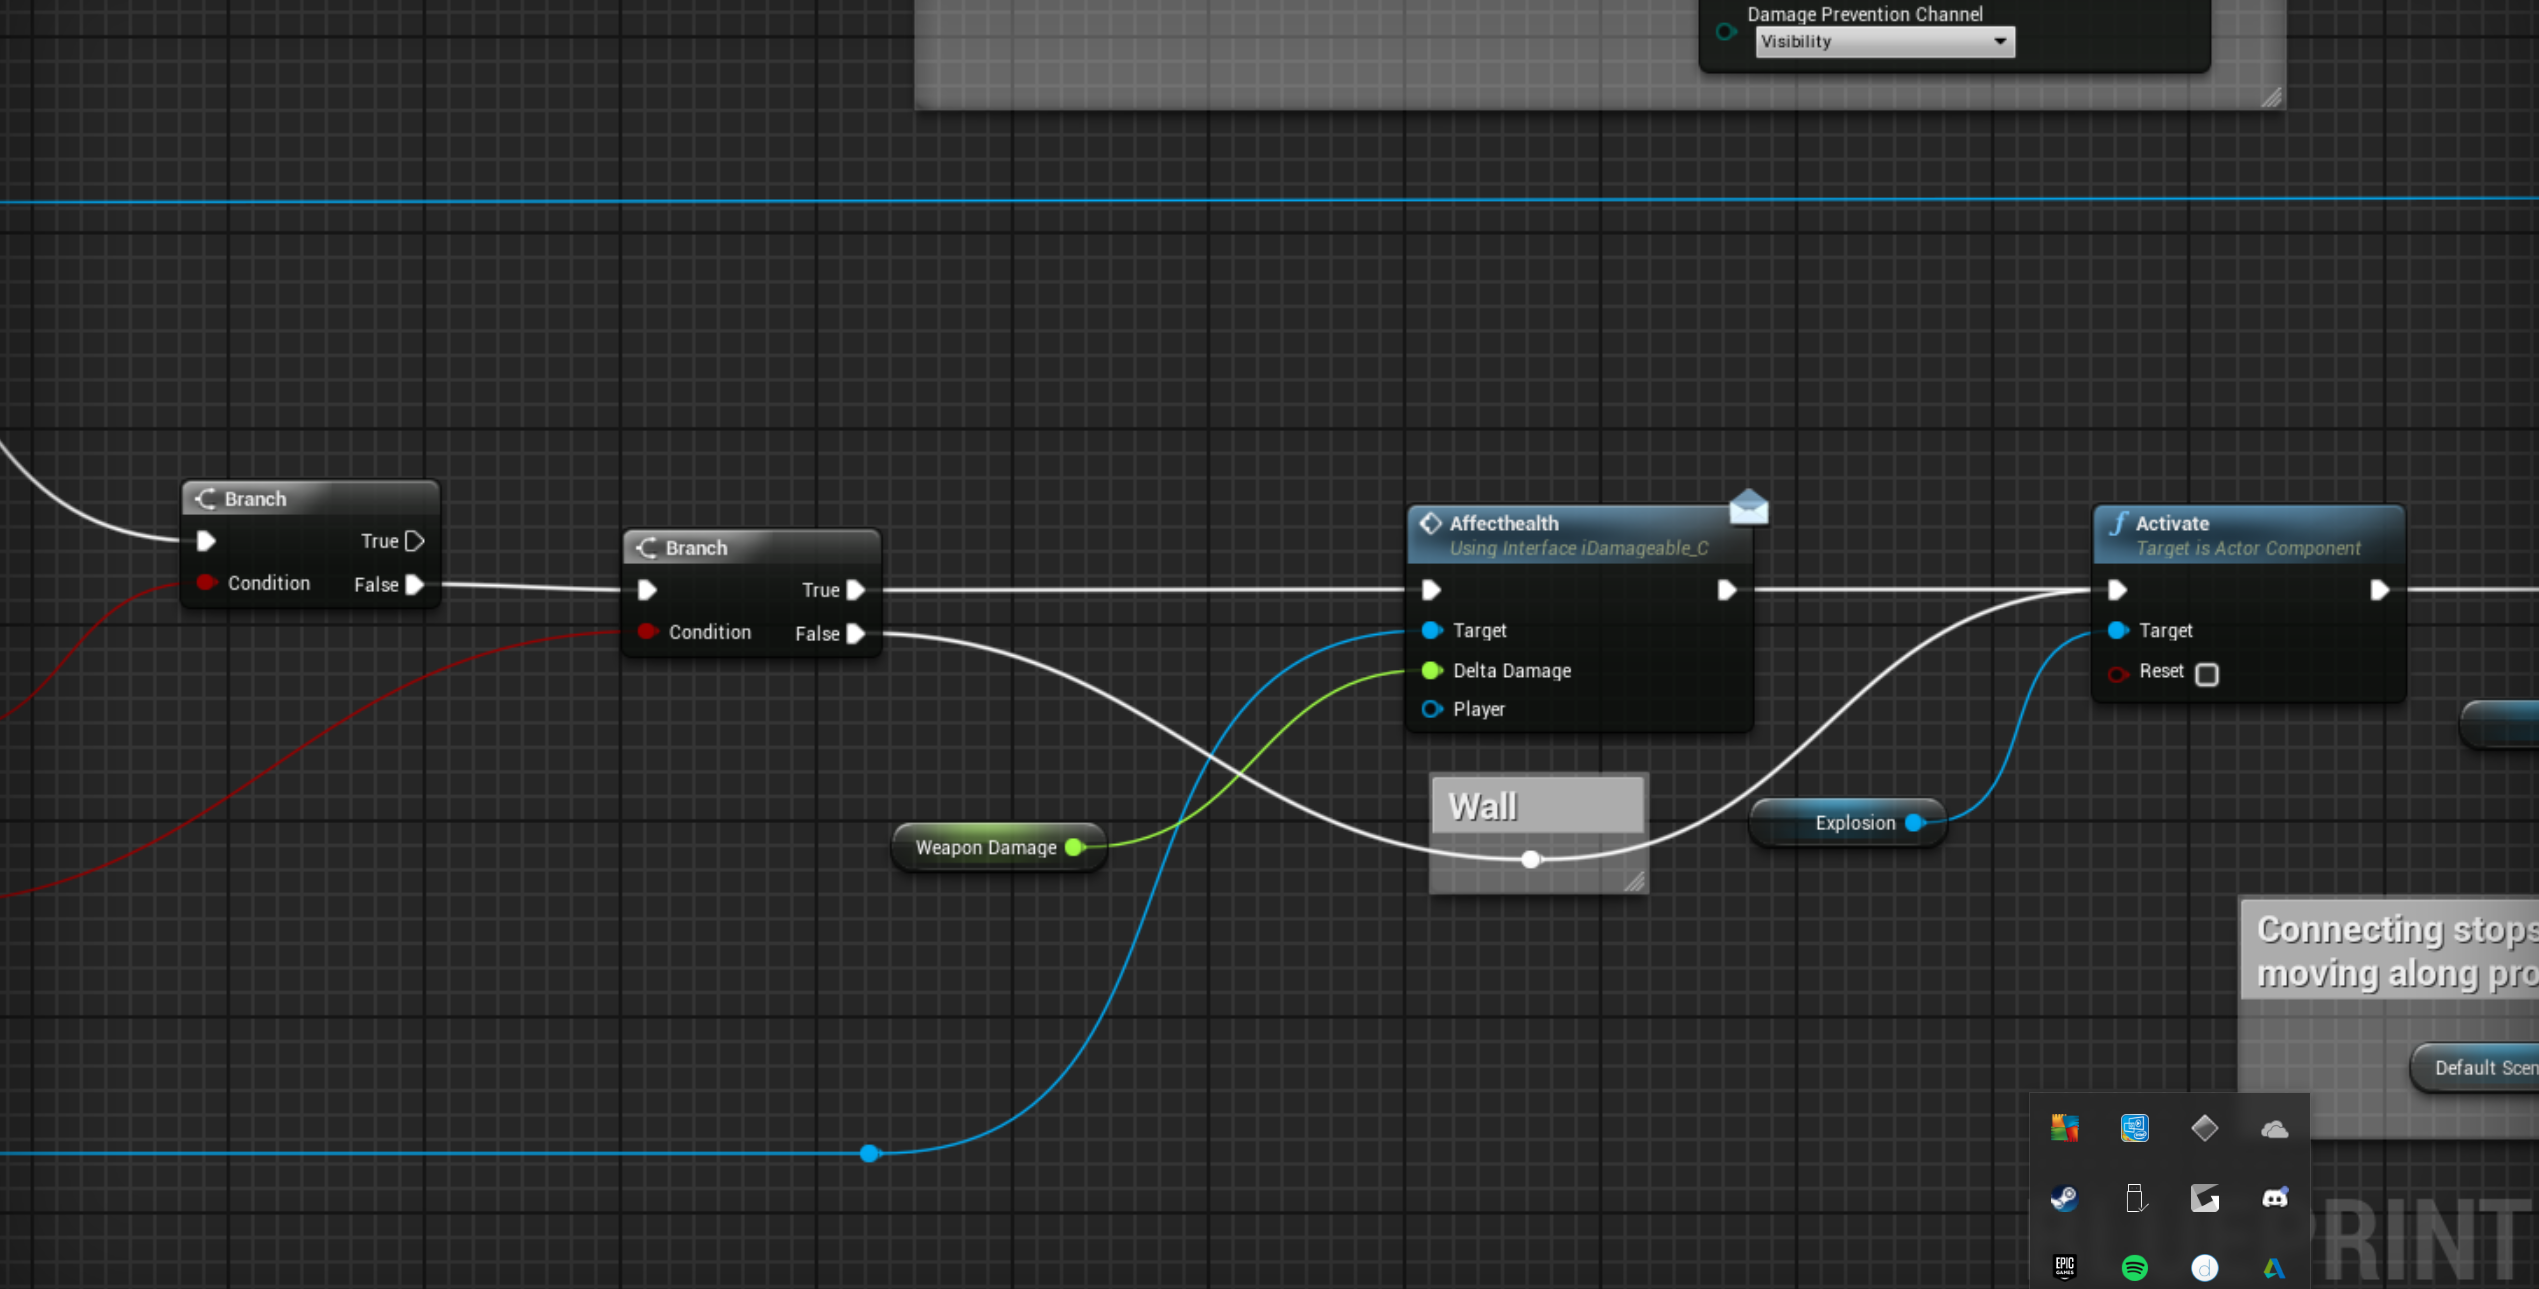 Damage Prevention Channel
Visibility
Branch
True
Condition
False
Branch
True
Condition
False
Affecthealth
Using Interface iDamageable_C
Target
Delta Damage
Player
Activate
Target is Actor Component
Target
Reset
Weapon Damage
Wall
Explosion
Connecting stops
moving along pro
Default Scen
EPIC
GAMES
PRINT